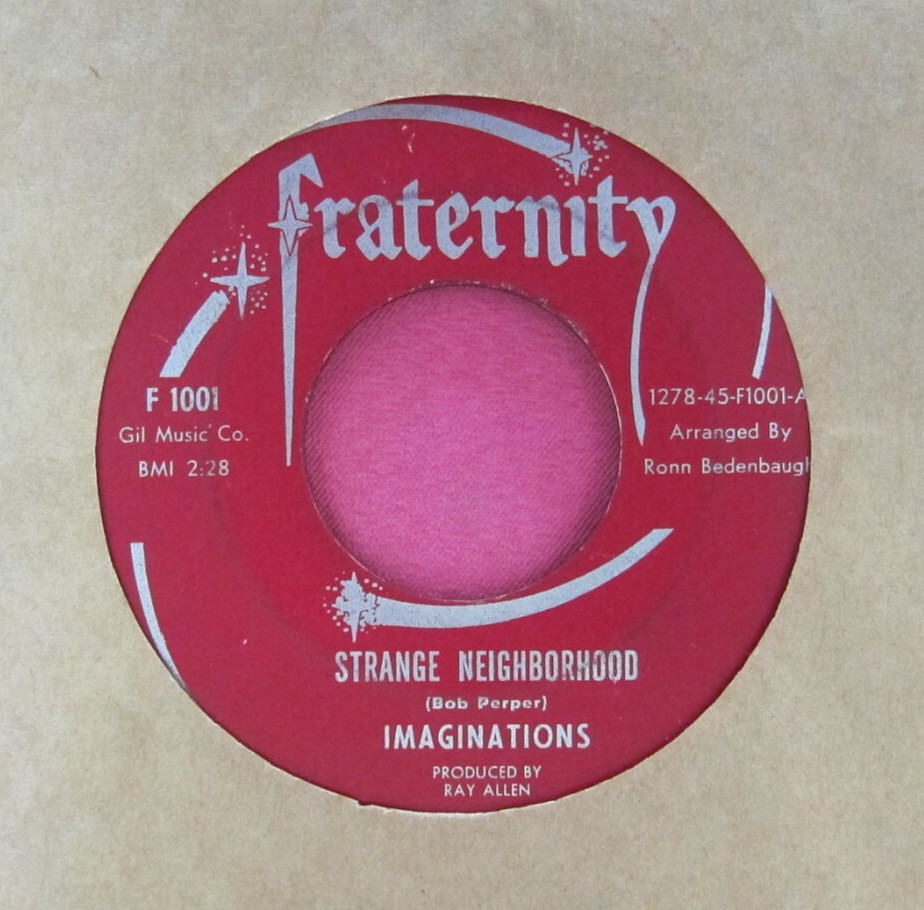 fraternity
F 1001
Gil Music Co.
BMI 2:28
1278-45-F1001-A
Arranged By
Ronn Bedenbaugh
STRANGE NEIGHBORHOOD
(Bob Perper)
IMAGINATIONS
PRODUCED BY
RAY ALLEN